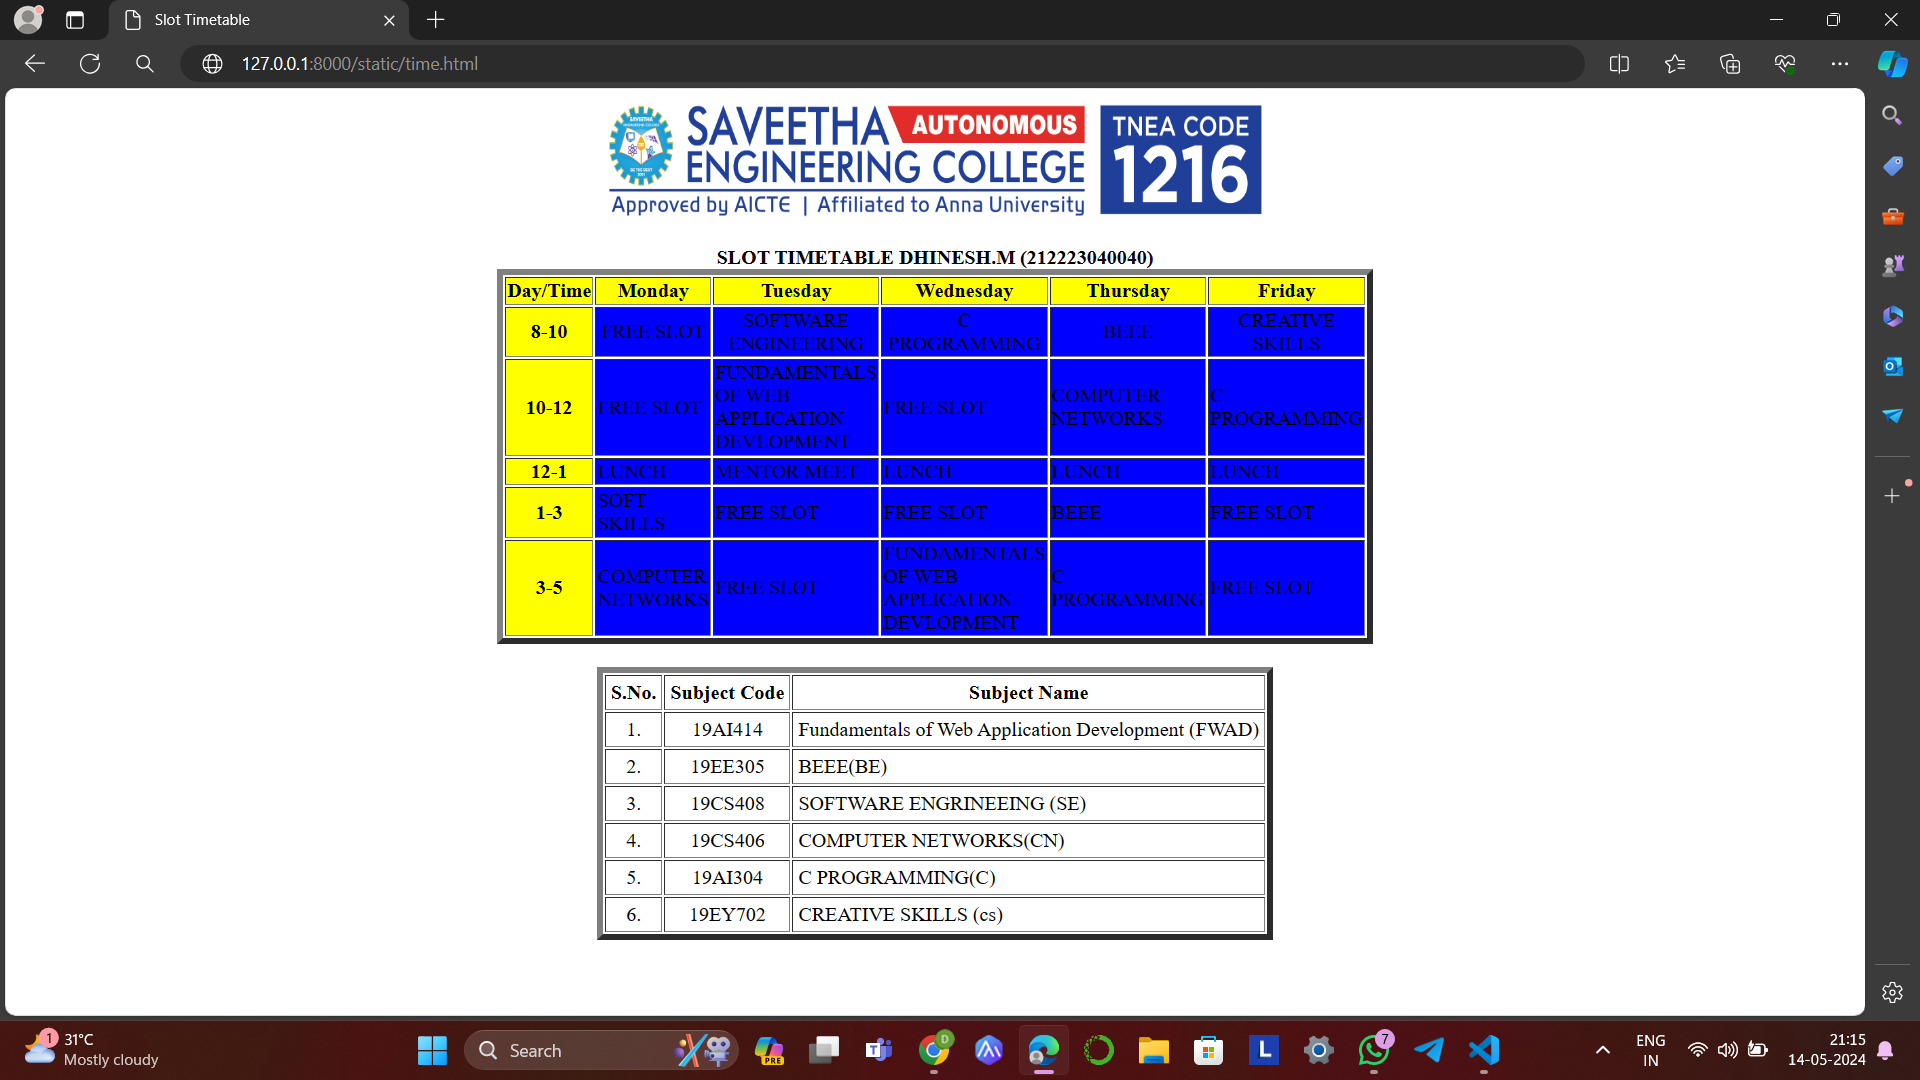 Slot Timetable
127.0.0.1:8000/static/time.html
SAVEETHA AUTONOMOUS
ENGINEERING COLLEGE
Approved by AICTE | Affiliated to Anna University
TNEA CODE
1216
SLOT TIMETABLE DHINESH.M (212223040040)
Day/Time Monday Tuesday Wednesday Thursday Friday
8-10 FREE SLOT SOFTWARE ENGINEERING C PROGRAMMING BEEE CREATIVE SKILLS
10-12 FREE SLOT FUNDAMENTALS OF WEB APPLICATION DEVLOPMENT FREE SLOT COMPUTER NETWORKS C PROGRAMMING
12-1 LUNCH MENTOR MEET LUNCH LUNCH LUNCH
1-3 SOFT SKILLS FREE SLOT FREE SLOT BEEE FREE SLOT
3-5 COMPUTER NETWORKS FREE SLOT FUNDAMENTALS OF WEB APPLICATION DEVLOPMENT C PROGRAMMING FREE SLOT
S.No. Subject Code Subject Name
1. 19AI414 Fundamentals of Web Application Development (FWAD)
2. 19EE305 BEEE(BE)
3. 19CS408 SOFTWARE ENGRINEEING (SE)
4. 19CS406 COMPUTER NETWORKS(CN)
5. 19AI304 C PROGRAMMING(C)
6. 19EY702 CREATIVE SKILLS (cs)
1
31°C
Mostly cloudy
Search
PRE
D
L
7
ENG
IN
21:15
14-05-2024